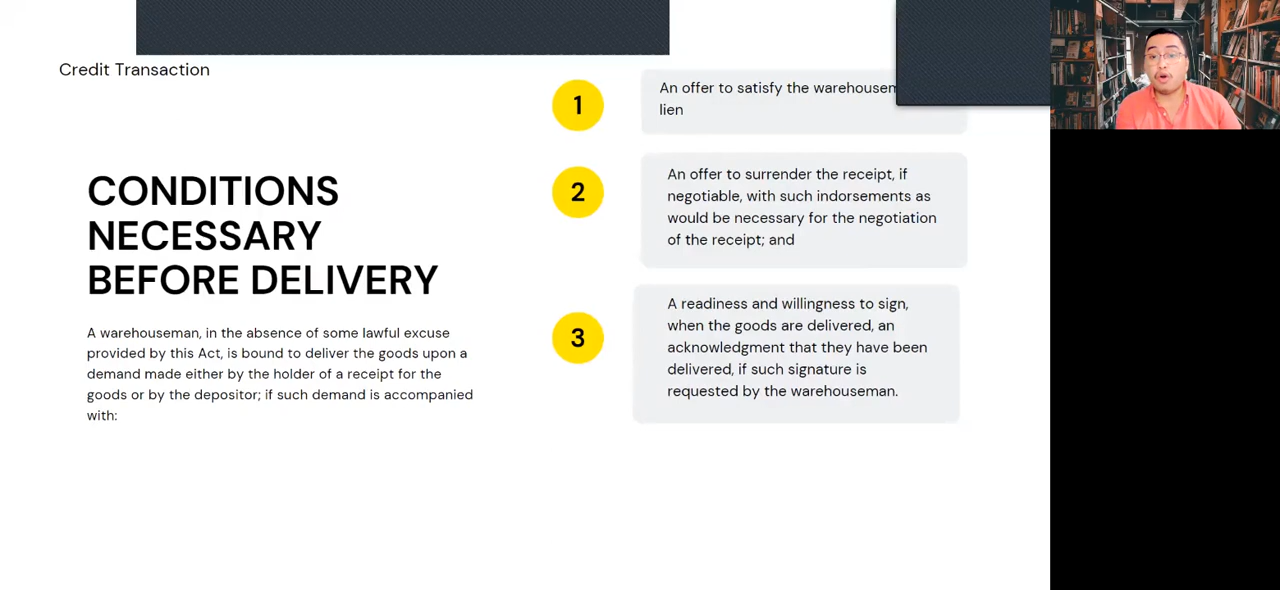 Credit Transaction
CONDITIONS
NECESSARY
BEFORE DELIVERY
A warehouseman, in the absence of some lawful excuse
provided by this Act, is bound to deliver the goods upon a
demand made either by the holder of a receipt for the
goods or by the depositor; if such demand is accompanied
with:
1
An offer to satisfy the
lien
2
An offer to surrender the receipt, if
negotiable, with such indorsements as
would be necessary for the negotiation
of the receipt; and
3
A readiness and willingness to sign,
when the goods are delivered, an
acknowledgment that they have been
delivered, if such signature is
requested by the warehouseman.